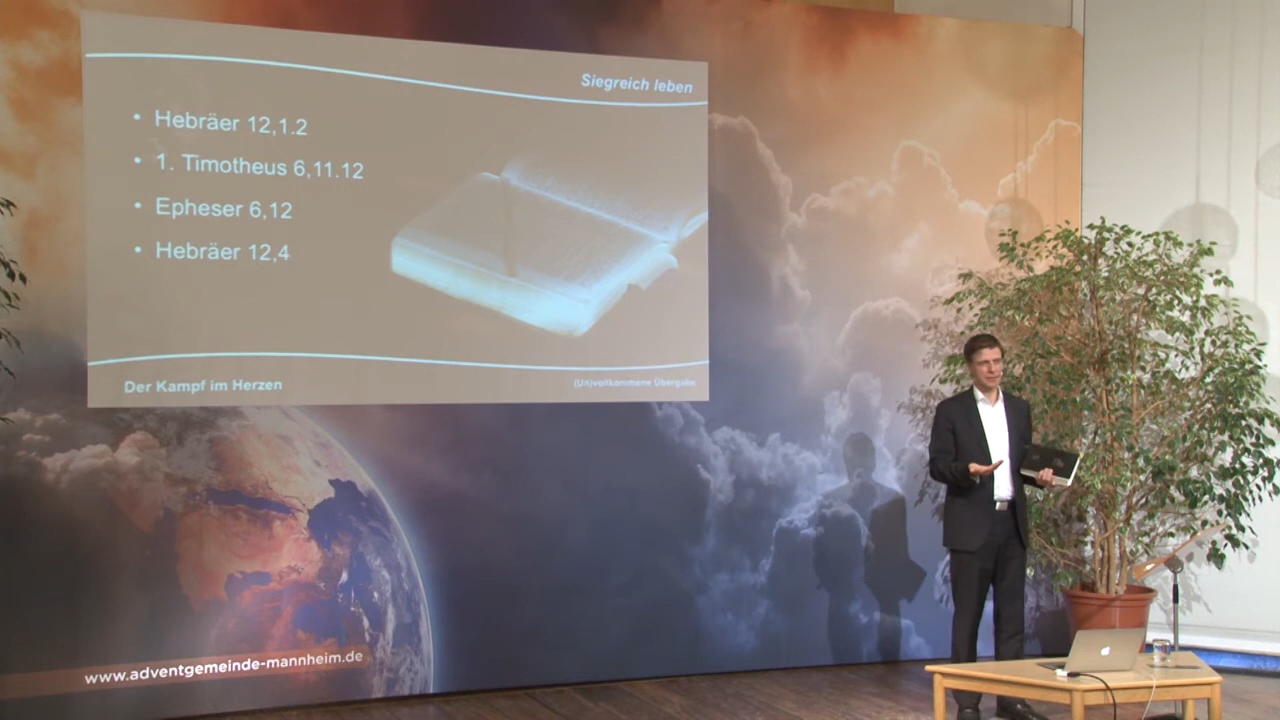 Siegreich leben
• Hebräer 12,1.2
• 1. Timotheus 6,11.12
• Epheser 6,12
• Hebräer 12,4
Der Kampf im Herzen
(Un)vollkommene Übergabe
www.adventgemeinde-mannheim.de